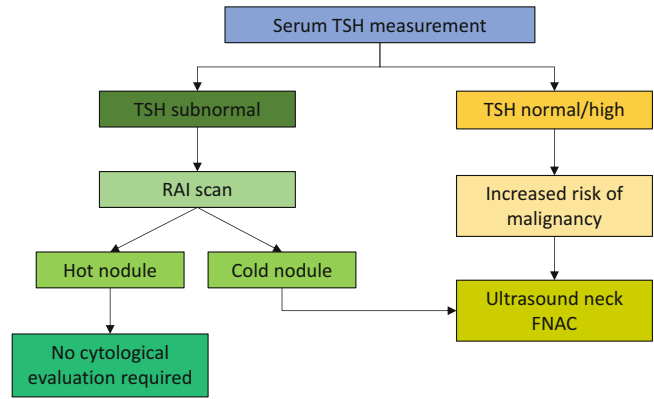 Serum TSH measurement
TSH subnormal
TSH normal/high
RAI scan
Increased risk of
malignancy
Hot nodule
Cold nodule
Ultrasound neck
FNAC
No cytological
evaluation required